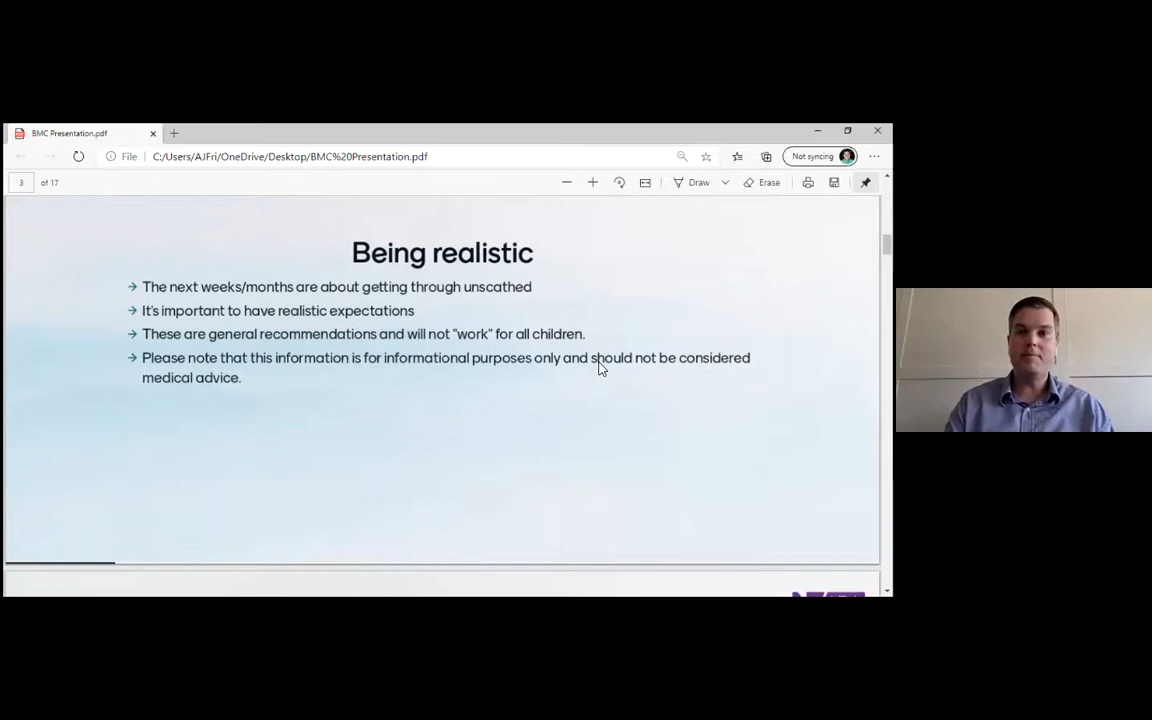 BMC Presentation.pdf
File C:/Users/AJFri/OneDrive/Desktop/BMC%20Presentation.pdf Not syncing
3 of 17 Draw Erase
Being realistic
→ The next weeks/months are about getting through unscathed
→ It's important to have realistic expectations
→ These are general recommendations and will not "work" for all children.
→ Please note that this information is for informational purposes only and should not be considered
medical advice.